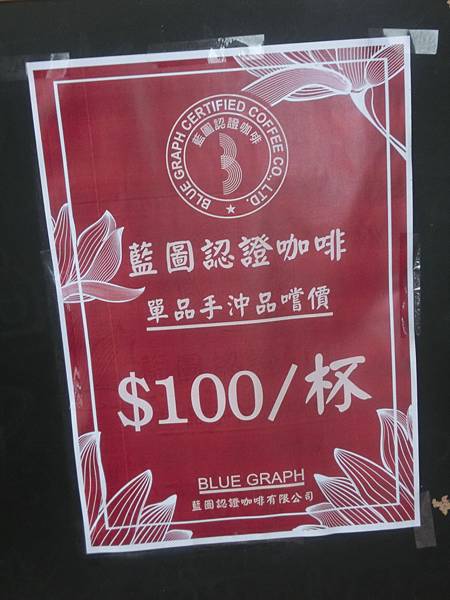 BLUE GRAPH CERTIFIED COFFEE CO., LTD.
藍圖認證咖啡
藍圖認證咖啡
單品手沖品嚐價
$100/杯
BLUE GRAPH
藍圖認證咖啡有限公司